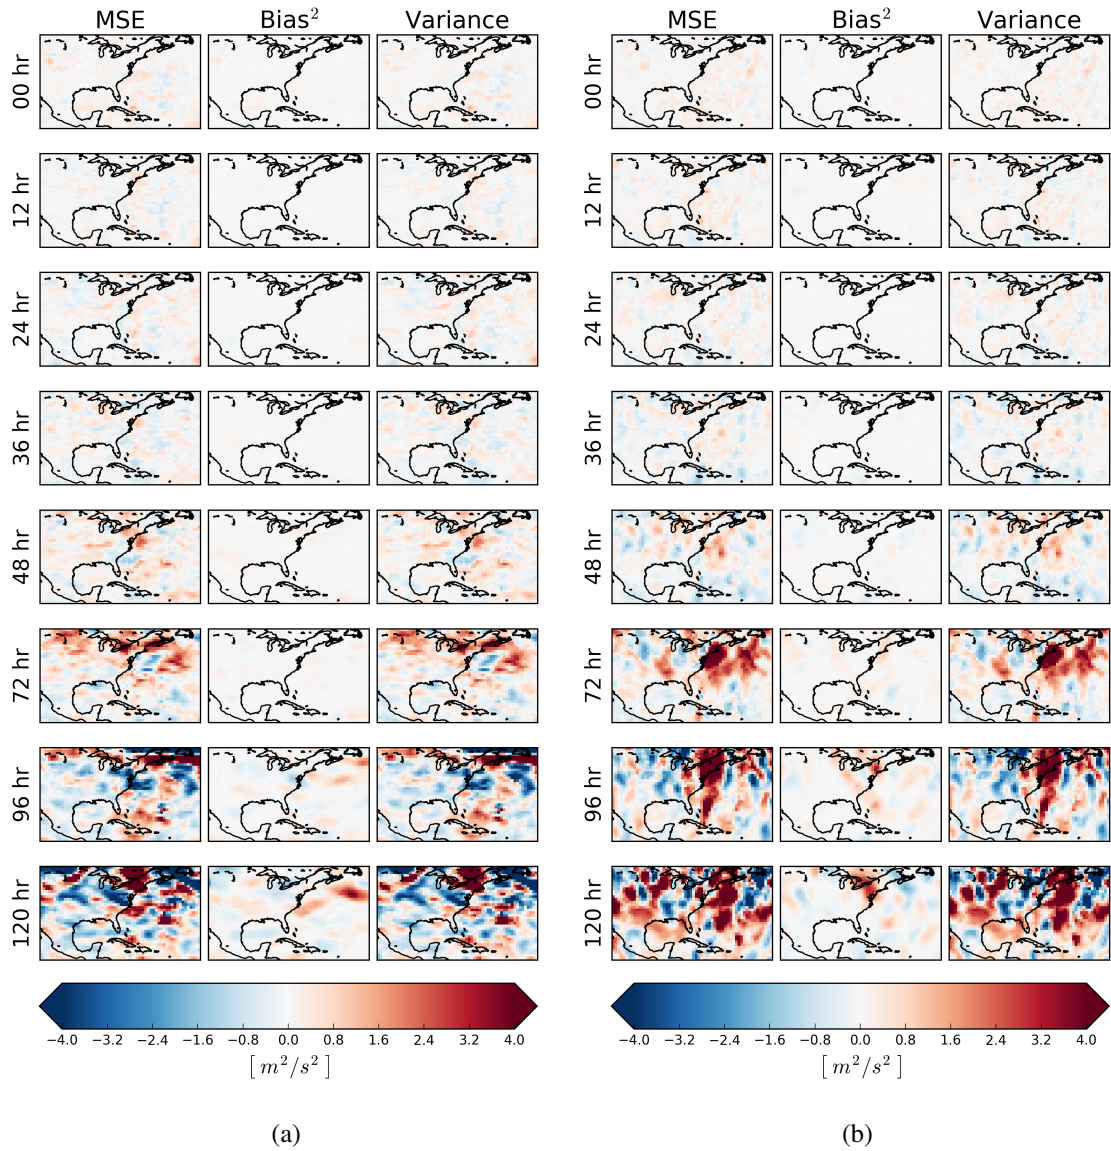 MSE Bias² Variance MSE Bias² Variance
00 hr 00 hr
12 hr 12 hr
24 hr 24 hr
36 hr 36 hr
48 hr 48 hr
72 hr 72 hr
96 hr 96 hr
120 hr 120 hr
−4.0 −3.2 −2.4 −1.6 −0.8 0.0 0.8 1.6 2.4 3.2 4.0 −4.0 −3.2 −2.4 −1.6 −0.8 0.0 0.8 1.6 2.4 3.2 4.0
[ m²/s² ] [ m²/s² ]
(a) (b)